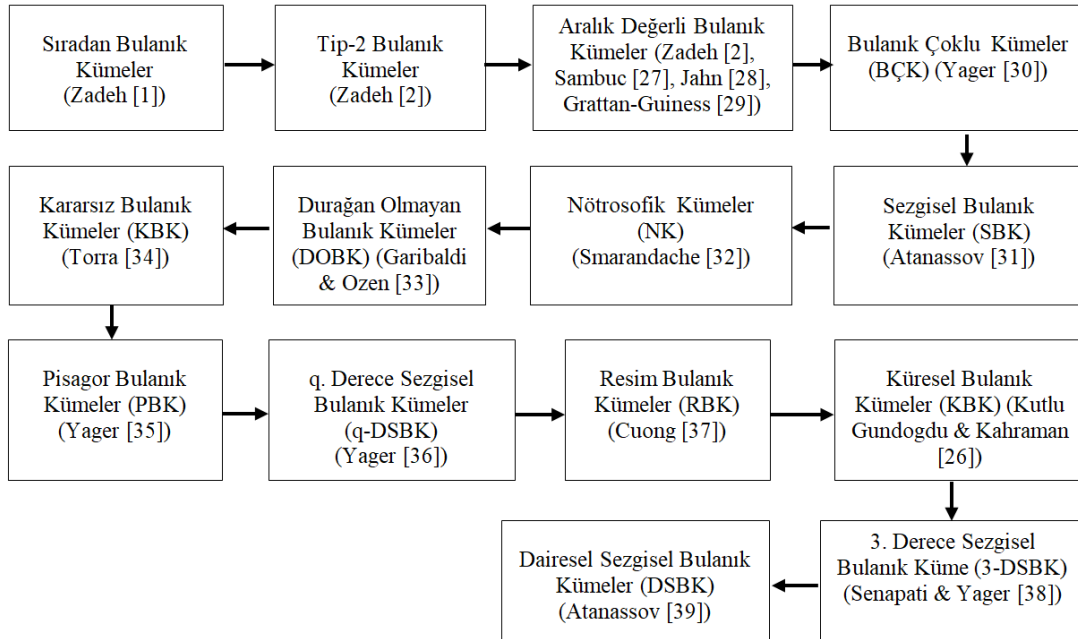 Sıradan Bulanık
Kümeler
(Zadeh [1])
Tip-2 Bulanık
Kümeler
(Zadeh [2])
Aralık Değerli Bulanık
Kümeler (Zadeh [2],
Sambuc [27], Jahn [28],
Grattan-Guiness [29])
Bulanık Çoklu Kümeler
(BÇK) (Yager [30])
Sezgisel Bulanık
Kümeler (SBK)
(Atanassov [31])
Nötrosofik Kümeler
(NK)
(Smarandache [32])
Durağan Olmayan
Bulanık Kümeler
(DOBK) (Garibaldi
& Ozen [33])
Kararsız Bulanık
Kümeler (KBK)
(Torra [34])
Pisagor Bulanık
Kümeler (PBK)
(Yager [35])
q. Derece Sezgisel
Bulanık Kümeler
(q-DSBK)
(Yager [36])
Resim Bulanık
Kümeler (RBK)
(Cuong [37])
Küresel Bulanık
Kümeler (KBK) (Kutlu
Gundogdu & Kahraman
[26])
3. Derece Sezgisel
Bulanık Küme (3-DSBK)
(Senapati & Yager [38])
Dairesel Sezgisel Bulanık
Kümeler (DSBK)
(Atanassov [39])